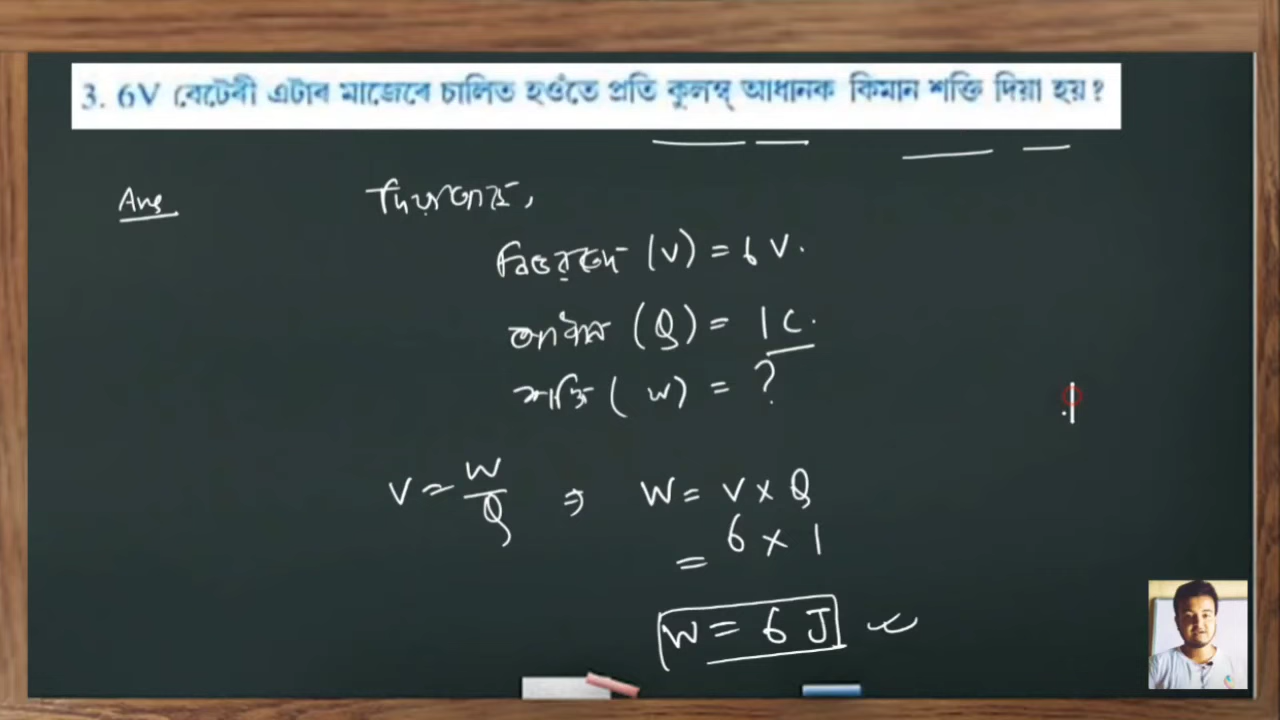 3. 6V বেটেৰী এটাৰ মাজেৰে চালিত হওঁতে প্ৰতি কুলম্ব্ আধানক কিমান শক্তি দিয়া হয়?
Ans
দিয়া আছে,
(V) = 6 V.
আধান (Q) = 1 C.
শক্তি (W) = ?
V = W/Q ⇒ W = V × Q
= 6 × 1
W = 6 J